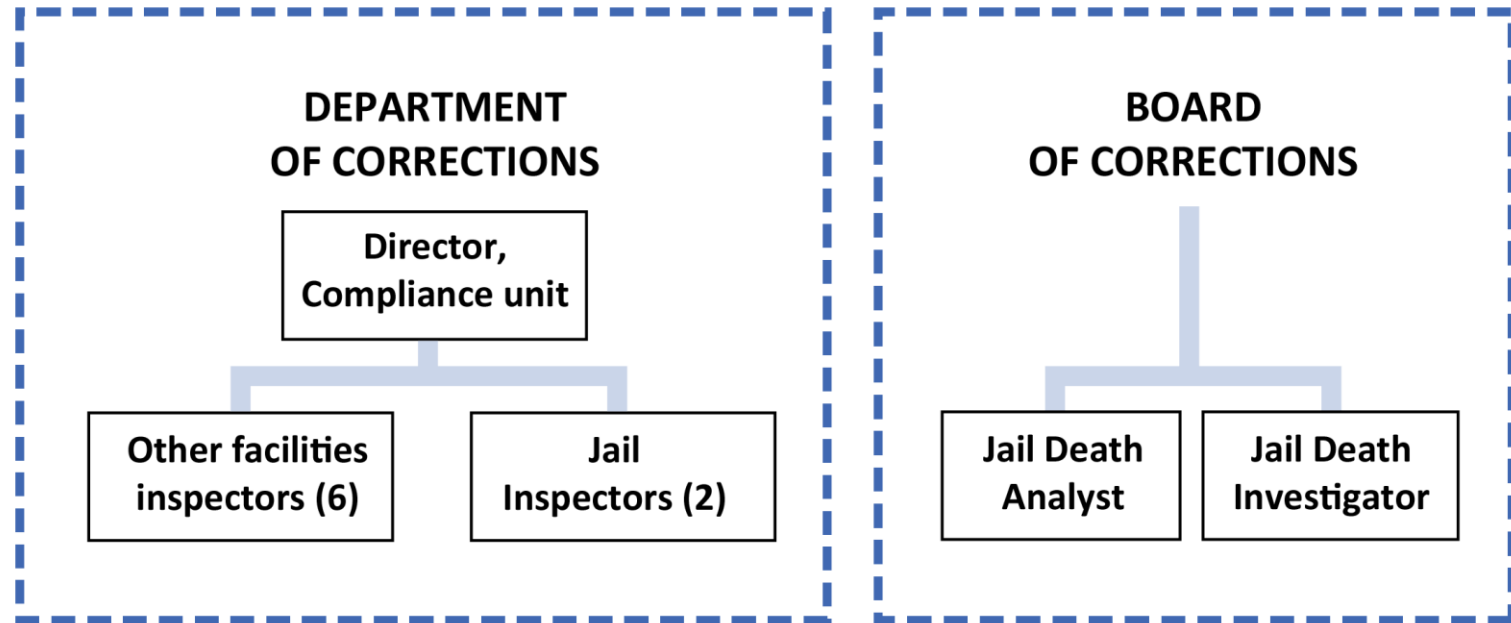 DEPARTMENT
OF CORRECTIONS
Director,
Compliance unit
Other facilities
inspectors (6)
Jail
Inspectors (2)
BOARD
OF CORRECTIONS
Jail Death
Analyst
Jail Death
Investigator